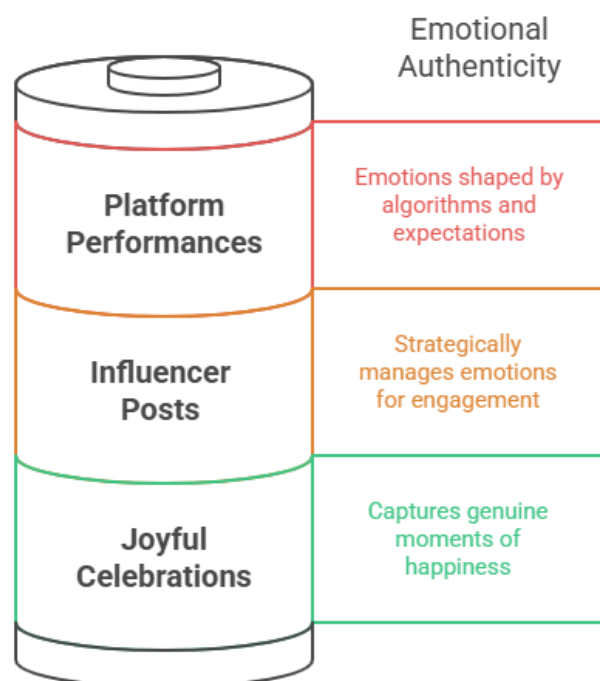 Emotional
Authenticity
Platform
Performances
Emotions shaped by
algorithms and
expectations
Influencer
Posts
Strategically
manages emotions
for engagement
Joyful
Celebrations
Captures genuine
moments of
happiness